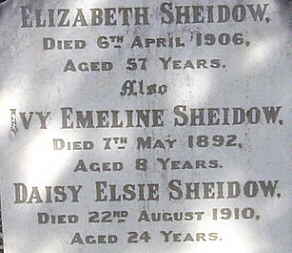 ELIZABETH SHEIDOW,
DIED 6TH APRIL 1906,
AGED 57 YEARS.
Also
IVY EMELINE SHEIDOW,
DIED 7TH MAY 1892,
AGED 8 YEARS.
DAISY ELSIE SHEIDOW,
DIED 22ND AUGUST 1910,
AGED 24 YEARS.